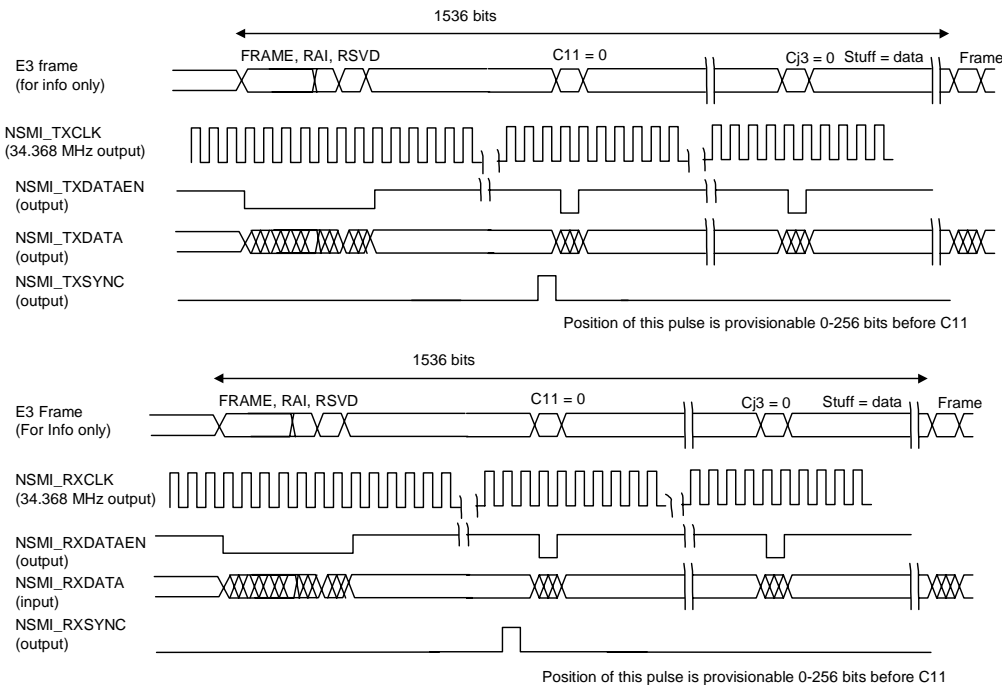 1536 bits
E3 frame
(for info only)
FRAME, RAI, RSVD
C11 = 0
Cj3 = 0
Stuff = data
Frame
NSMI_TXCLK
(34.368 MHz output)
NSMI_TXDATAEN
(output)
NSMI_TXDATA
(output)
NSMI_TXSYNC
(output)
Position of this pulse is provisionable 0-256 bits before C11
1536 bits
E3 Frame
(For Info only)
FRAME, RAI, RSVD
C11 = 0
Cj3 = 0
Stuff = data
Frame
NSMI_RXCLK
(34.368 MHz output)
NSMI_RXDATAEN
(output)
NSMI_RXDATA
(input)
NSMI_RXSYNC
(output)
Position of this pulse is provisionable 0-256 bits before C11